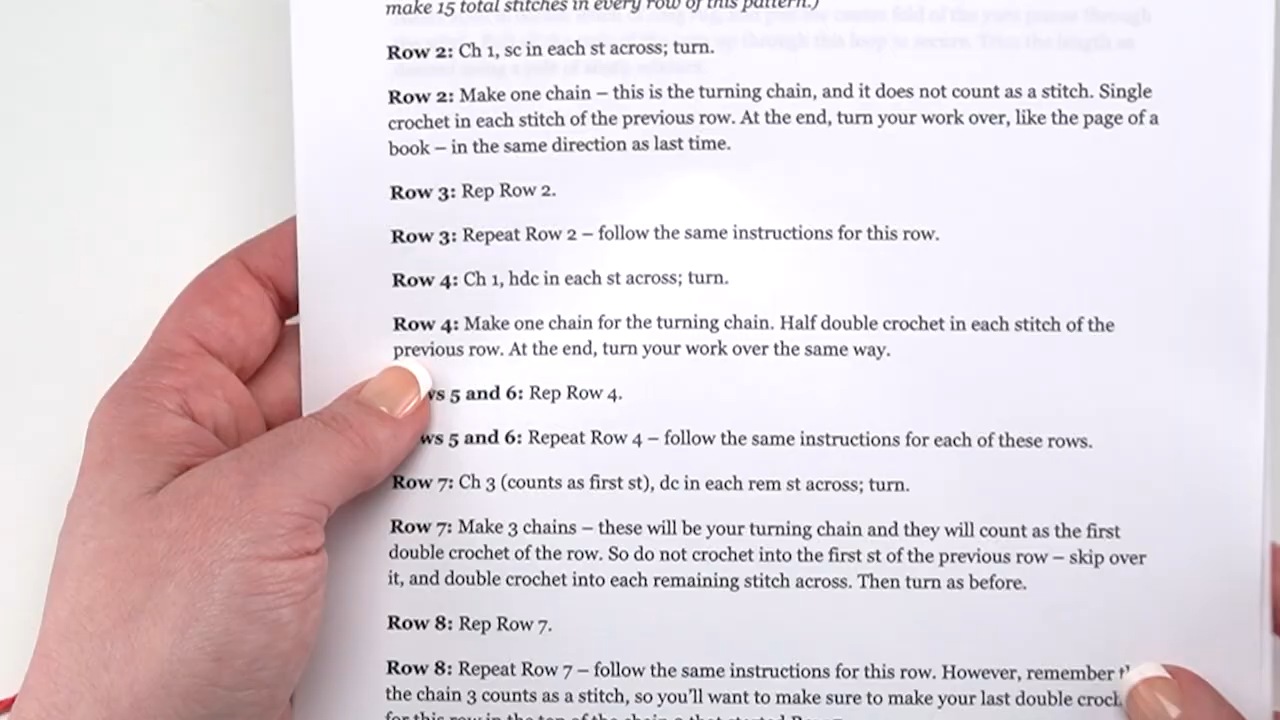 make 15 total stitches in every row of this pattern.)
Row 2: Ch 1, sc in each st across; turn.
Row 2: Make one chain – this is the turning chain, and it does not count as a stitch. Single
crochet in each stitch of the previous row. At the end, turn your work over, like the page of a
book – in the same direction as last time.
Row 3: Rep Row 2.
Row 3: Repeat Row 2 – follow the same instructions for this row.
Row 4: Ch 1, hdc in each st across; turn.
Row 4: Make one chain for the turning chain. Half double crochet in each stitch of the
previous row. At the end, turn your work over the same way.
5 and 6: Rep Row 4.
5 and 6: Repeat Row 4 – follow the same instructions for each of these rows.
Row 7: Ch 3 (counts as first st), dc in each rem st across; turn.
Row 7: Make 3 chains – these will be your turning chain and they will count as the first
double crochet of the row. So do not crochet into the first st of the previous row – skip over
it, and double crochet into each remaining stitch across. Then turn as before.
Row 8: Rep Row 7.
Row 8: Repeat Row 7 – follow the same instructions for this row. However, remember
the chain 3 counts as a stitch, so you'll want to make sure to make your last double
for this row in the top of the chain